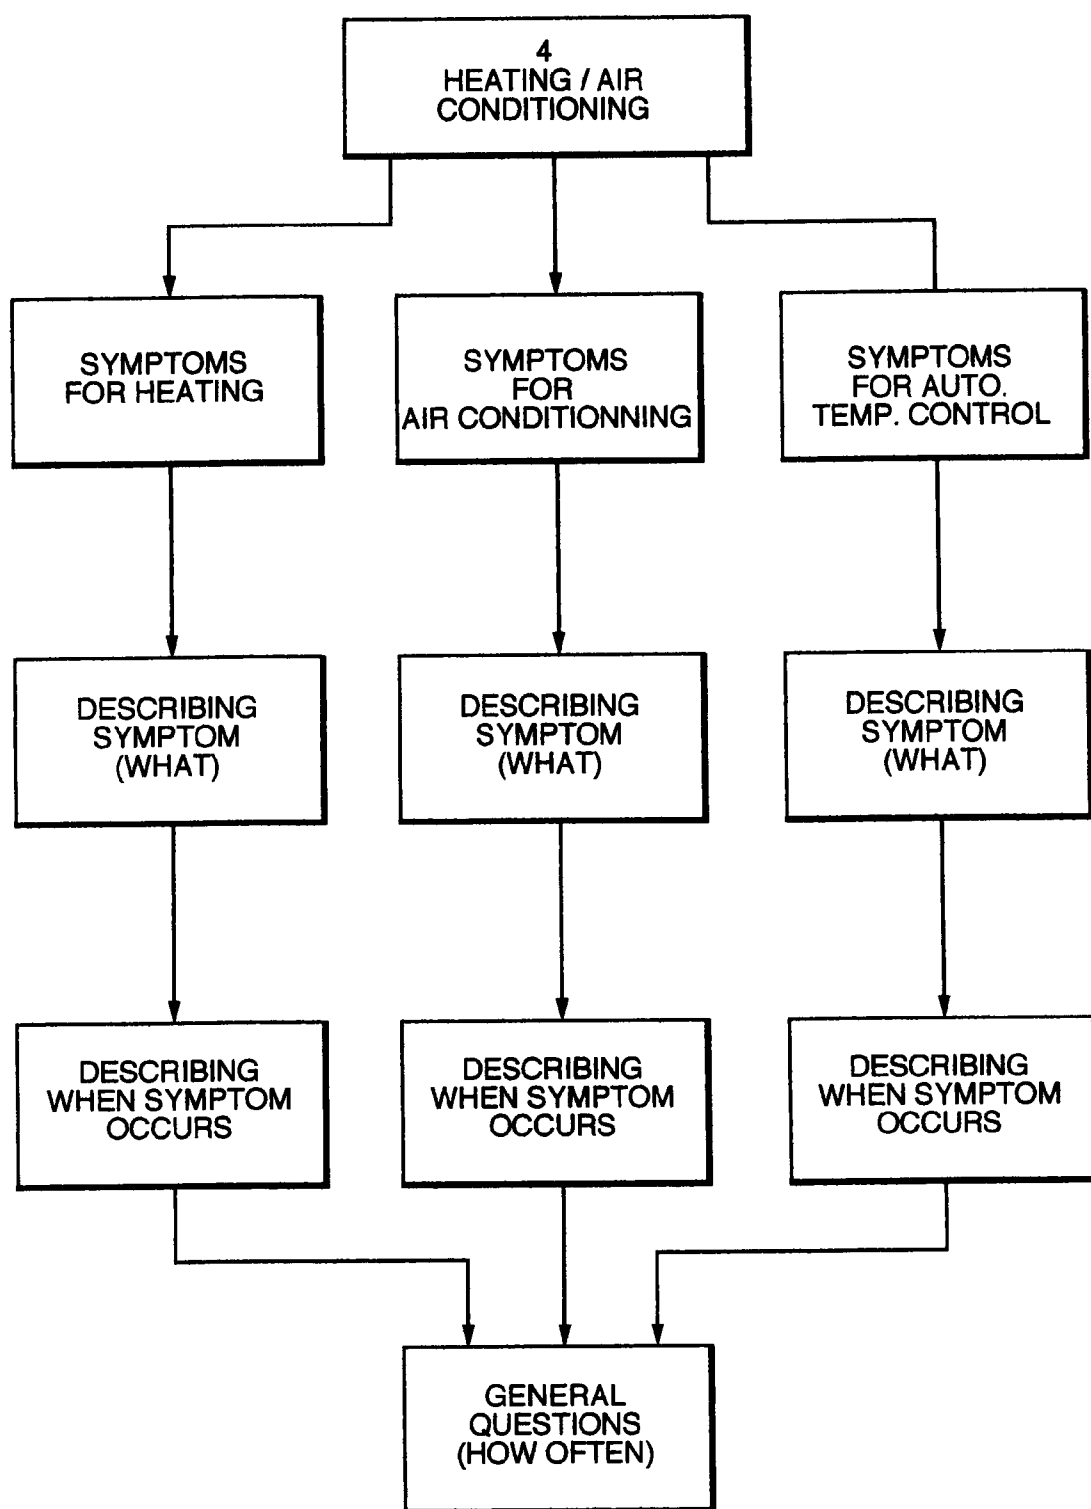 4
HEATING / AIR
CONDITIONING
SYMPTOMS
FOR HEATING
SYMPTOMS
FOR
AIR CONDITIONNING
SYMPTOMS
FOR AUTO.
TEMP. CONTROL
DESCRIBING
SYMPTOM
(WHAT)
DESCRIBING
SYMPTOM
(WHAT)
DESCRIBING
SYMPTOM
(WHAT)
DESCRIBING
WHEN SYMPTOM
OCCURS
DESCRIBING
WHEN SYMPTOM
OCCURS
DESCRIBING
WHEN SYMPTOM
OCCURS
GENERAL
QUESTIONS
(HOW OFTEN)